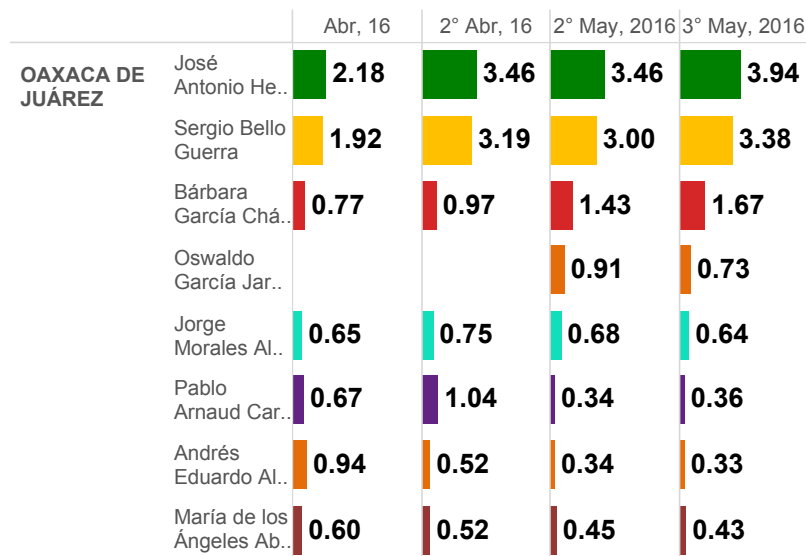 Abr, 16 2° Abr, 16 2° May, 2016 3° May, 2016
OAXACA DE
JUÁREZ
José
Antonio He..
2.18 3.46 3.46 3.94
Sergio Bello
Guerra
1.92 3.19 3.00 3.38
Bárbara
García Chá..
0.77 0.97 1.43 1.67
Oswaldo
García Jar..
0.91 0.73
Jorge
Morales Al..
0.65 0.75 0.68 0.64
Pablo
Arnaud Car..
0.67 1.04 0.34 0.36
Andrés
Eduardo Al..
0.94 0.52 0.34 0.33
María de los
Ángeles Ab..
0.60 0.52 0.45 0.43